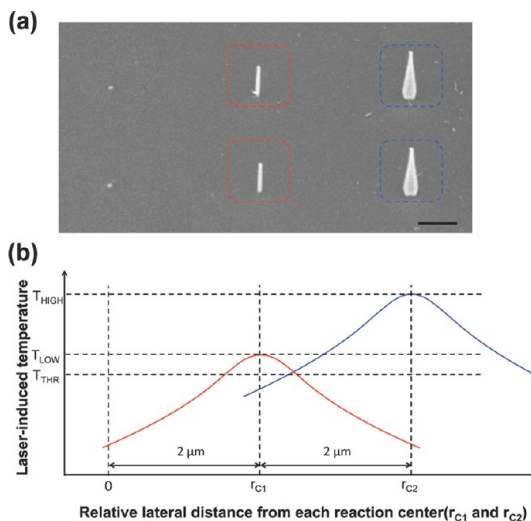 (a)
(b)
T_HIGH
T_LOW
T_THR
Laser-induced temperature
2 μm
2 μm
0
r_C1
r_C2
Relative lateral distance from each reaction center(r_C1 and r_C2)